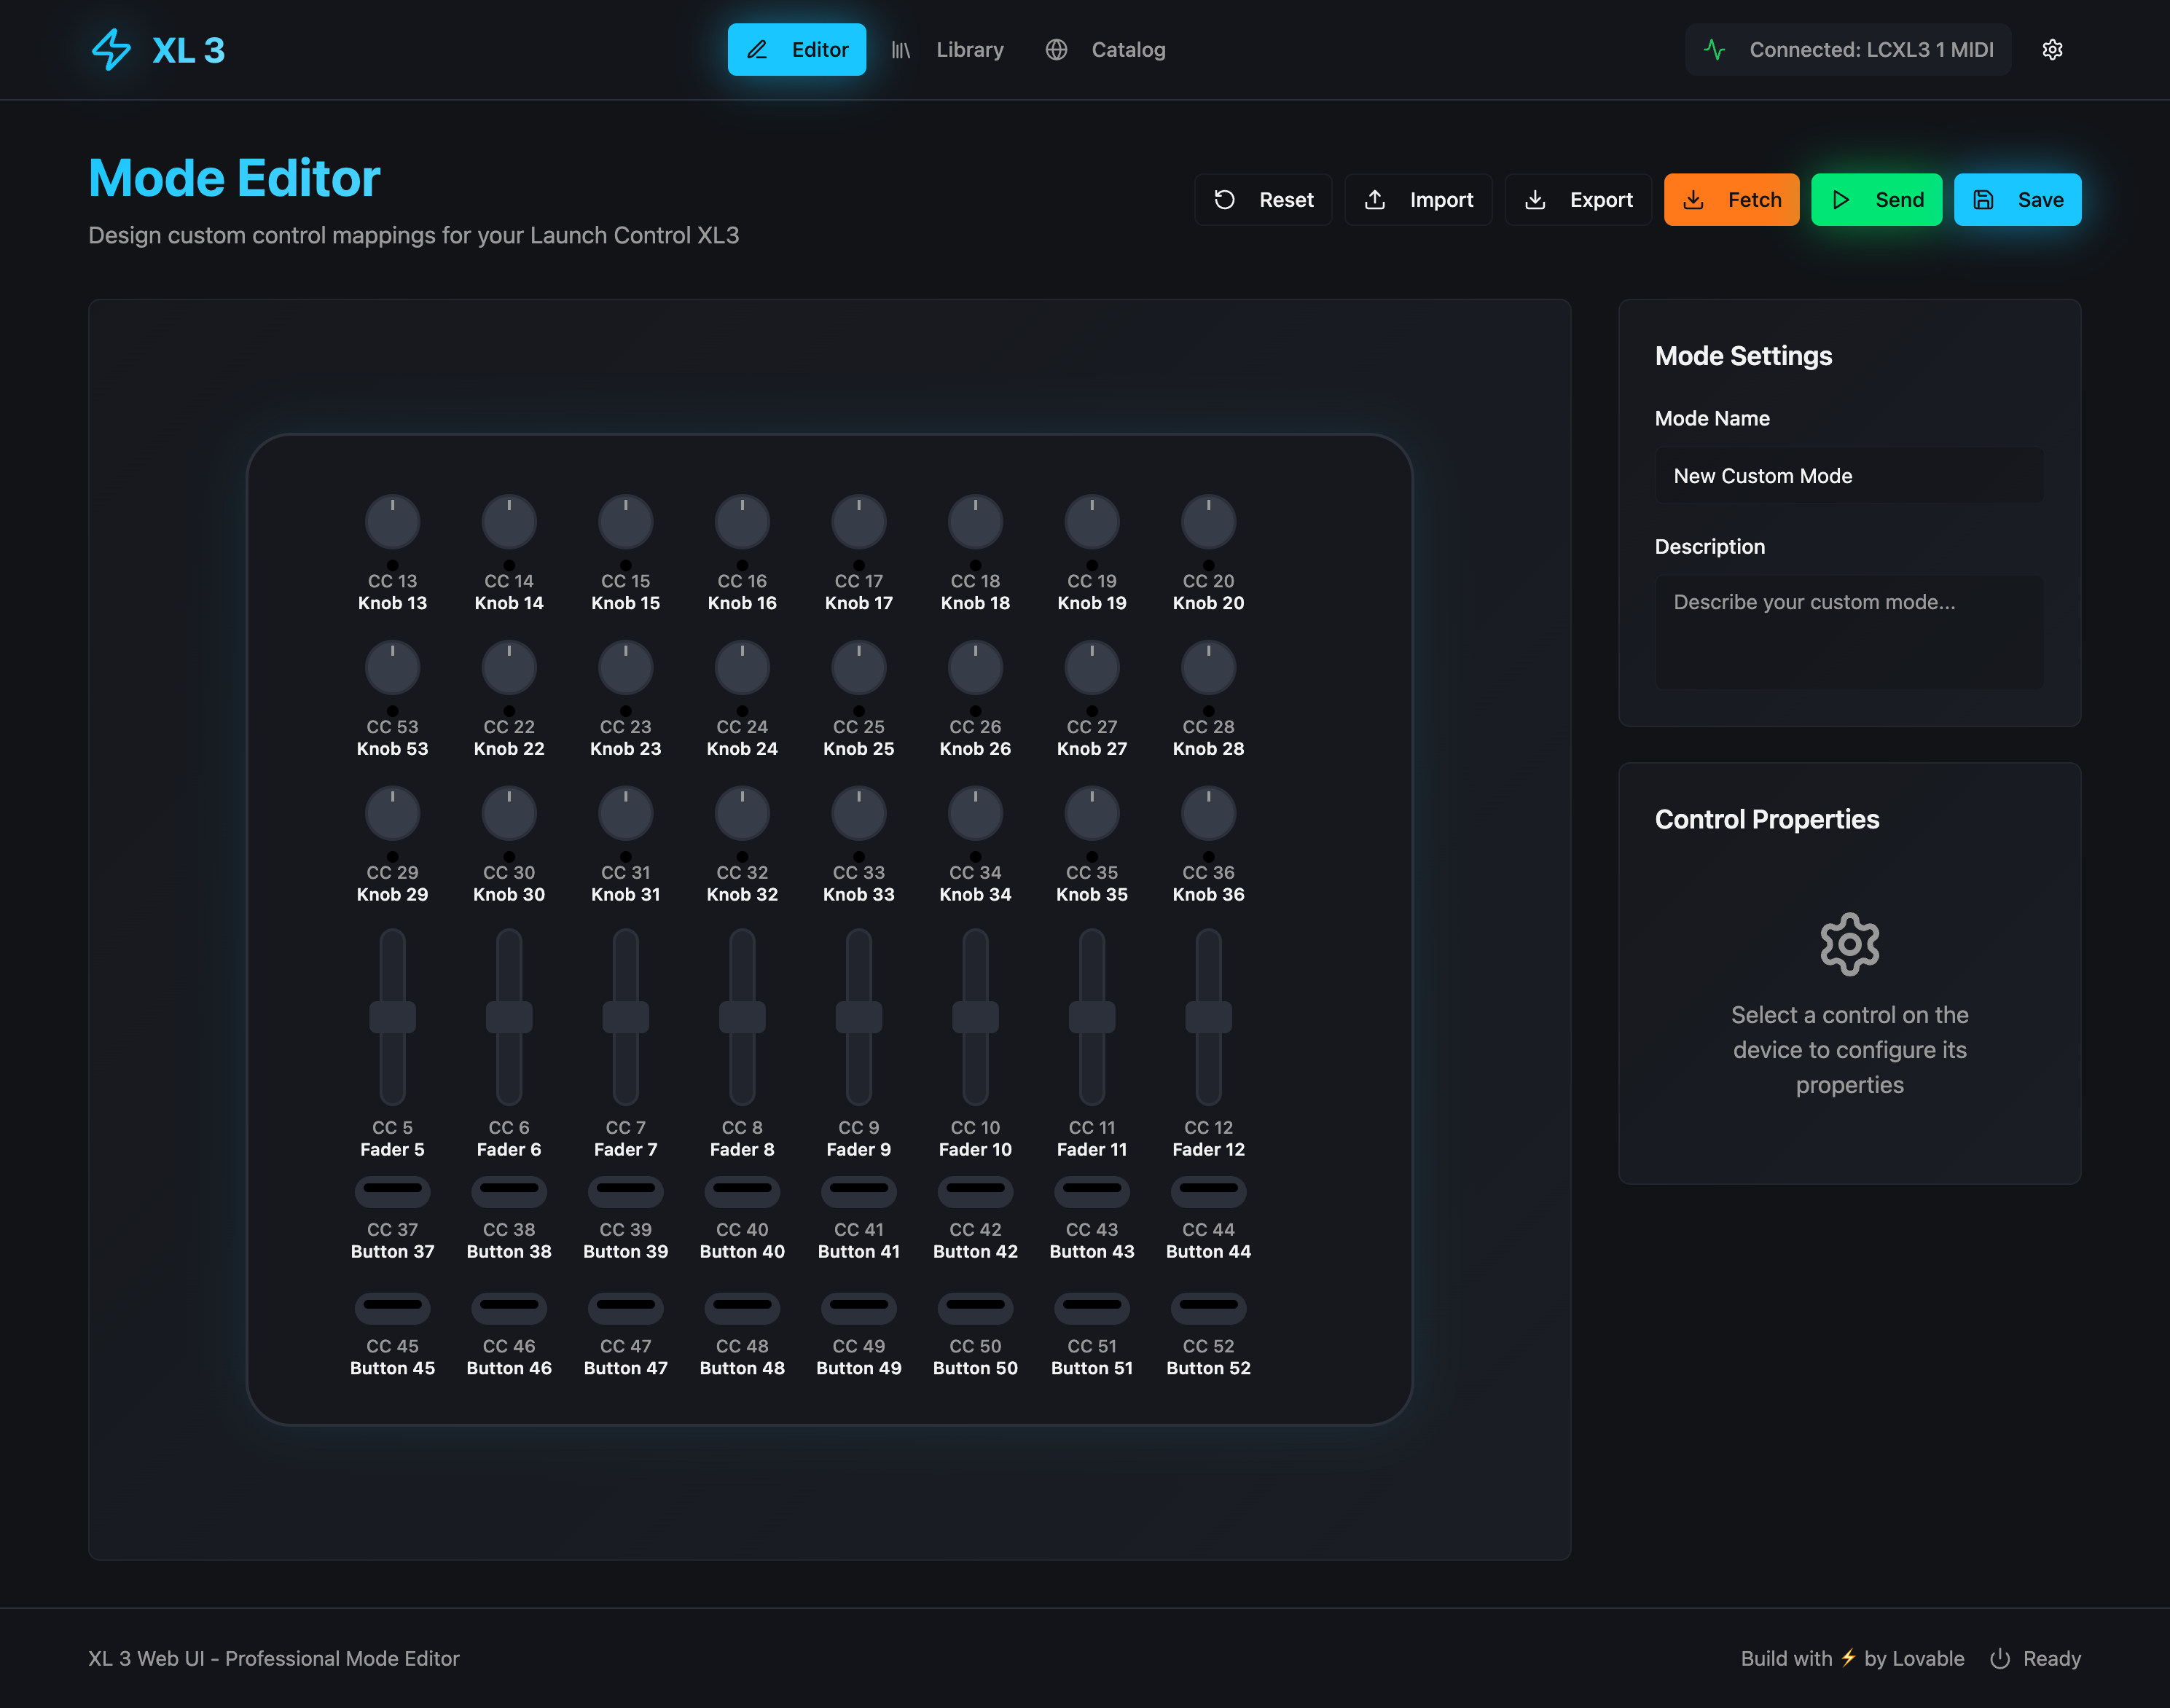 XL 3
Editor
Library
Catalog
Connected: LCXL3 1 MIDI
Mode Editor
Design custom control mappings for your Launch Control XL3
Reset
Import
Export
Fetch
Send
Save
CC 13 CC 14 CC 15 CC 16 CC 17 CC 18 CC 19 CC 20
Knob 13 Knob 14 Knob 15 Knob 16 Knob 17 Knob 18 Knob 19 Knob 20
CC 53 CC 22 CC 23 CC 24 CC 25 CC 26 CC 27 CC 28
Knob 53 Knob 22 Knob 23 Knob 24 Knob 25 Knob 26 Knob 27 Knob 28
CC 29 CC 30 CC 31 CC 32 CC 33 CC 34 CC 35 CC 36
Knob 29 Knob 30 Knob 31 Knob 32 Knob 33 Knob 34 Knob 35 Knob 36
CC 5 CC 6 CC 7 CC 8 CC 9 CC 10 CC 11 CC 12
Fader 5 Fader 6 Fader 7 Fader 8 Fader 9 Fader 10 Fader 11 Fader 12
CC 37 CC 38 CC 39 CC 40 CC 41 CC 42 CC 43 CC 44
Button 37 Button 38 Button 39 Button 40 Button 41 Button 42 Button 43 Button 44
CC 45 CC 46 CC 47 CC 48 CC 49 CC 50 CC 51 CC 52
Button 45 Button 46 Button 47 Button 48 Button 49 Button 50 Button 51 Button 52
Mode Settings
Mode Name
New Custom Mode
Description
Describe your custom mode...
Control Properties
Select a control on the
device to configure its
properties
XL 3 Web UI - Professional Mode Editor
Build with ⚡ by Lovable
Ready